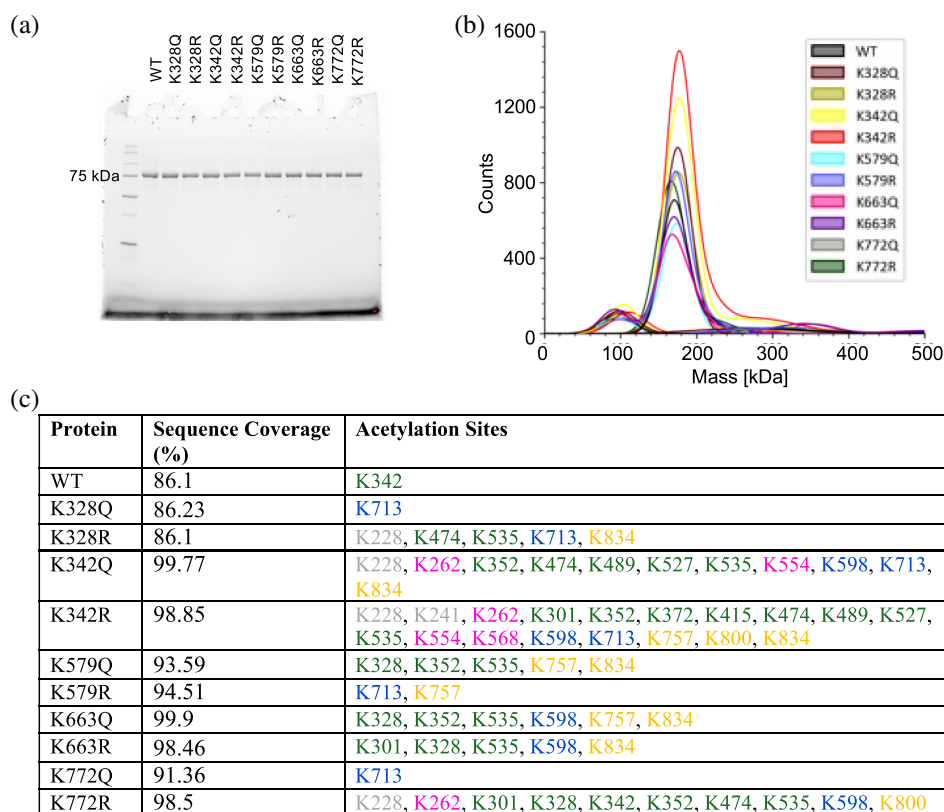 (a)
WT K328Q K328R K342Q K342R K579Q K579R K663Q K663R K772Q K772R
75 kDa
(b)
1600
1200
800
400
0
Counts
0 100 200 300 400 500
Mass [kDa]
WT
K328Q
K328R
K342Q
K342R
K579Q
K579R
K663Q
K663R
K772Q
K772R
(c)
Protein Sequence Coverage (%) Acetylation Sites
WT 86.1 K342
K328Q 86.23 K713
K328R 86.1 K228, K474, K535, K713, K834
K342Q 99.77 K228, K262, K352, K474, K489, K527, K535, K554, K598, K713,
K834
K342R 98.85 K228, K241, K262, K301, K352, K372, K415, K474, K489, K527,
K535, K554, K568, K598, K713, K757, K800, K834
K579Q 93.59 K328, K352, K535, K757, K834
K579R 94.51 K713, K757
K663Q 99.9 K328, K352, K535, K598, K757, K834
K663R 98.46 K301, K328, K535, K598, K834
K772Q 91.36 K713
K772R 98.5 K228, K262, K301, K328, K342, K352, K474, K535, K598, K800